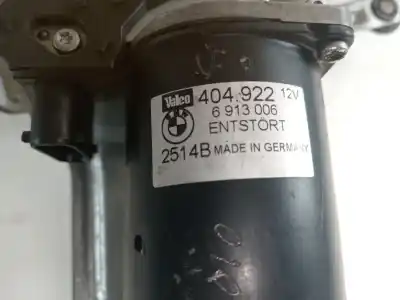 Valeo 404.922 12V
6 913 006
ENTSTÖRT
2514B MADE IN GERMANY